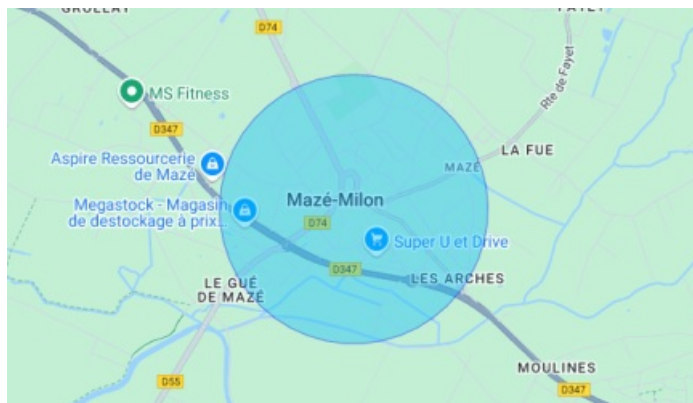 D74
MS Fitness
Rte de Fayet
D347
LA FUE
Aspire Ressourcerie
de Mazé
MAZÉ
Mazé-Milon
Megastock - Magasin
de destockage à prix...
D74
Super U et Drive
D347
LES ARCHES
LE GUÉ
DE MAZÉ
MOULINES
D55
D347